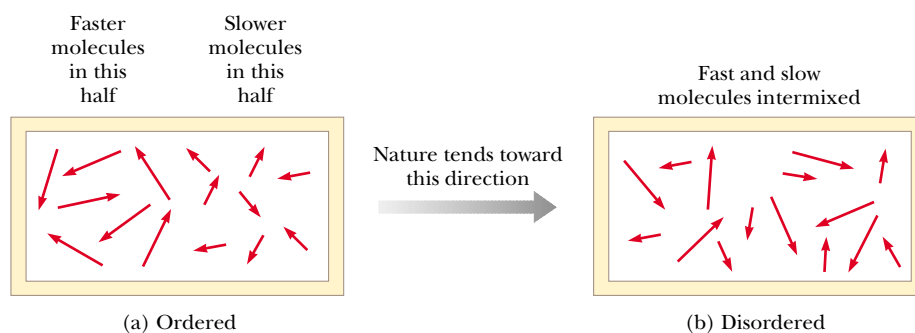 Faster
molecules
in this
half
Slower
molecules
in this
half
Nature tends toward
this direction
Fast and slow
molecules intermixed
(a) Ordered
(b) Disordered